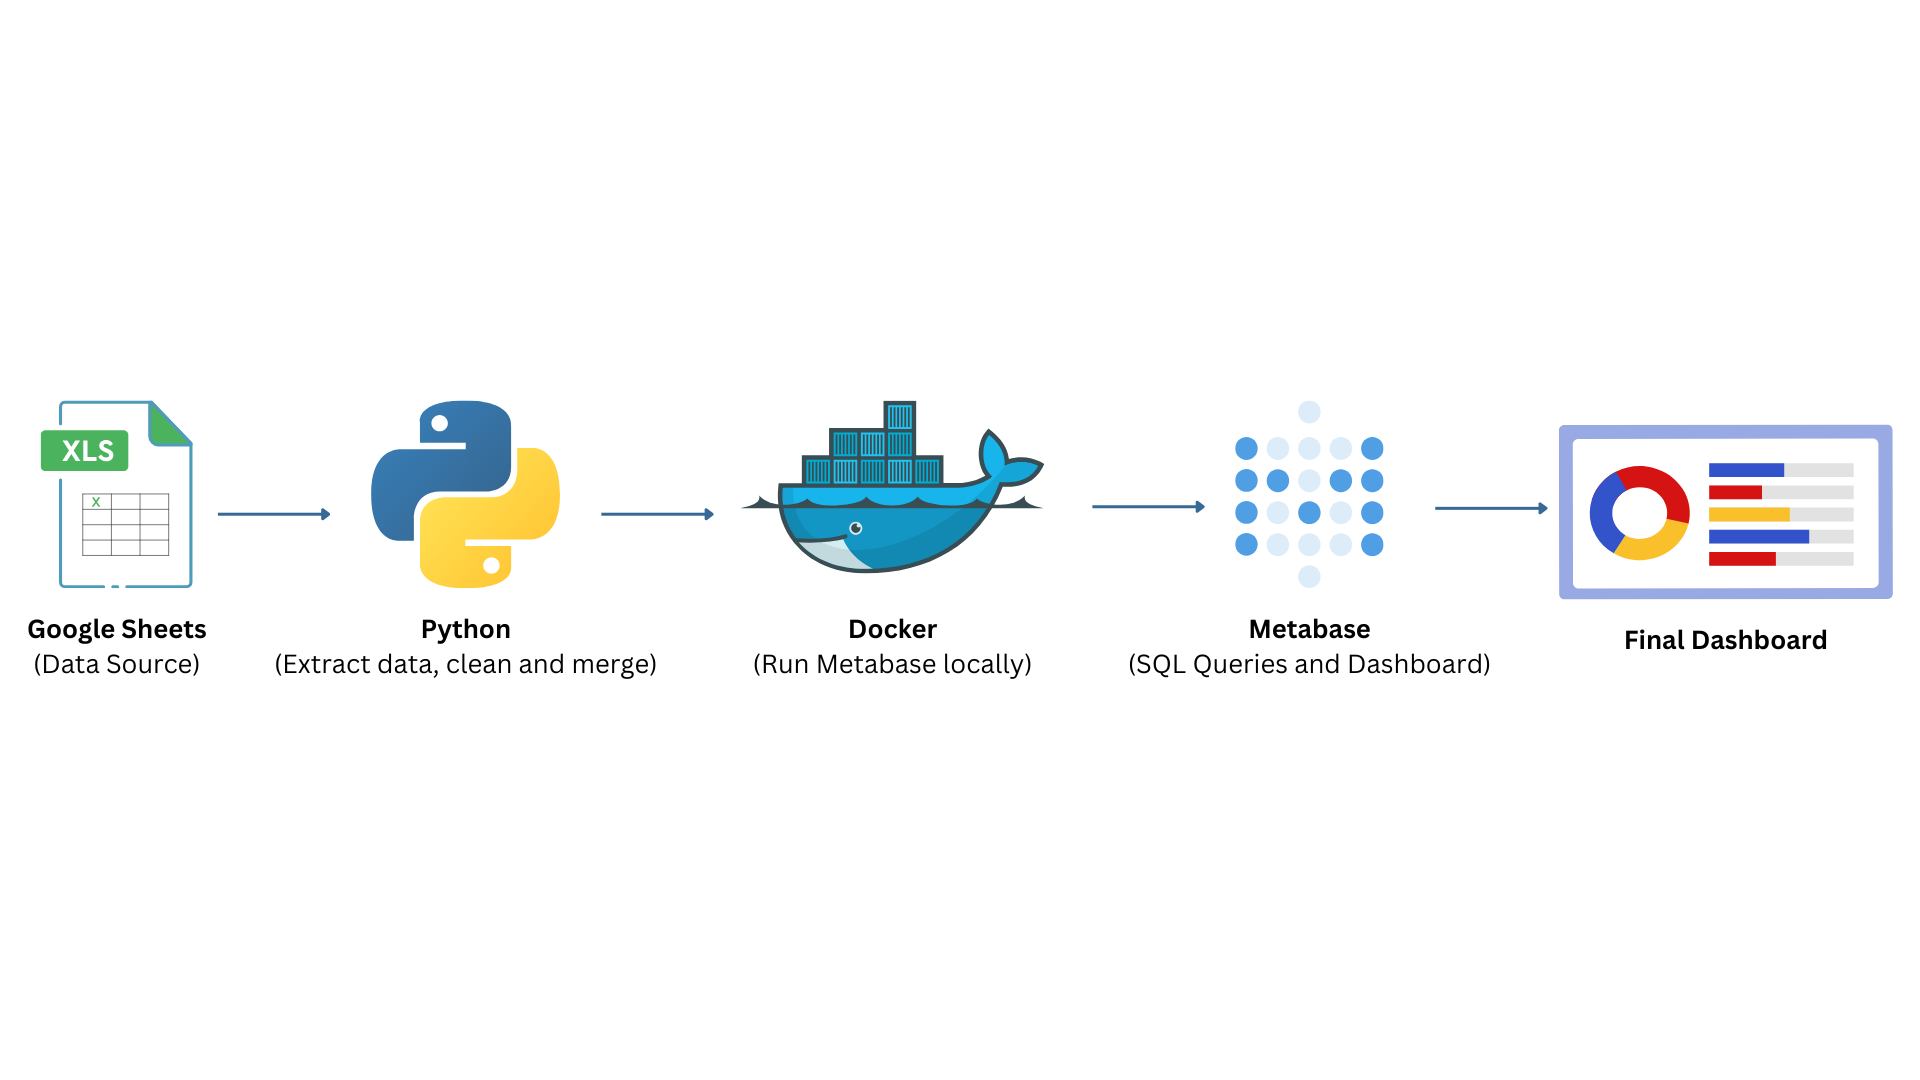 XLS
X
Google Sheets
(Data Source)
Python
(Extract data, clean and merge)
Docker
(Run Metabase locally)
Metabase
(SQL Queries and Dashboard)
Final Dashboard